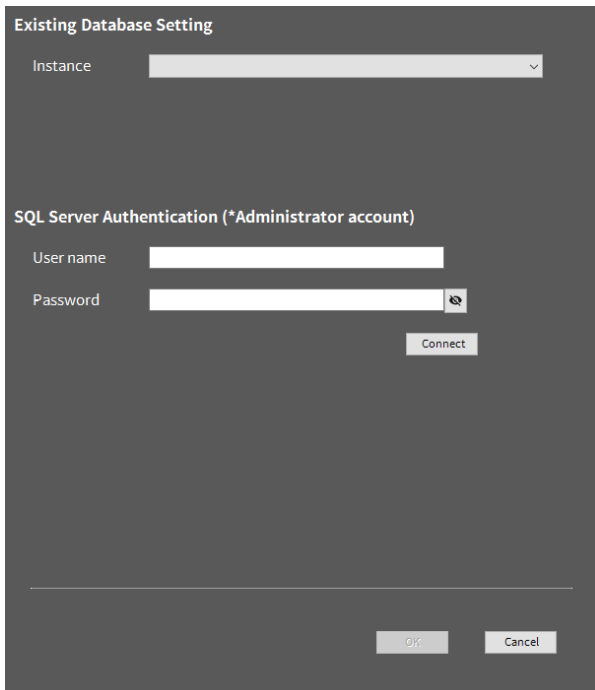 Existing Database Setting
Instance
SQL Server Authentication (*Administrator account)
User name
Password
Connect
OK
Cancel